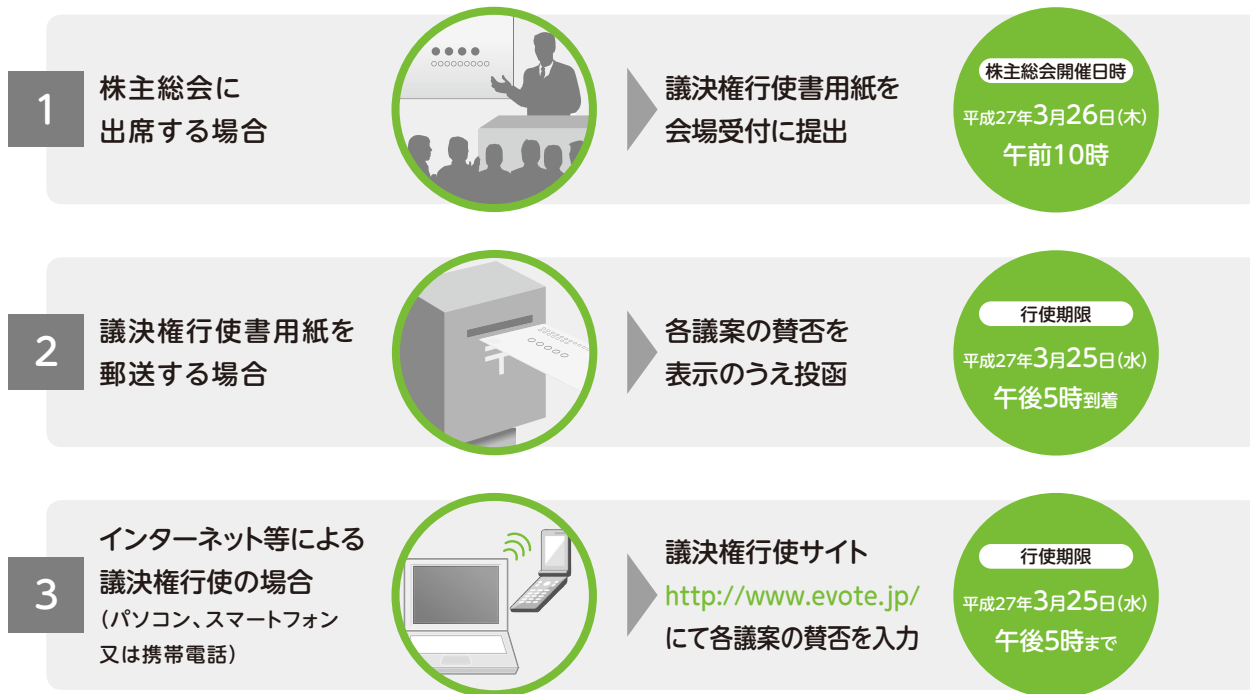 1
株主総会に
出席する場合
議決権行使書用紙を
会場受付に提出
株主総会開催日時
平成27年3月26日(木)
午前10時
2
議決権行使書用紙を
郵送する場合
〒
各議案の賛否を
表示のうえ投函
行使期限
平成27年3月25日(水)
午後5時到着
3
インターネット等による
議決権行使の場合
(パソコン、スマートフォン
又は携帯電話)
議決権行使サイト
http://www.evote.jp/
にて各議案の賛否を入力
行使期限
平成27年3月25日(水)
午後5時まで